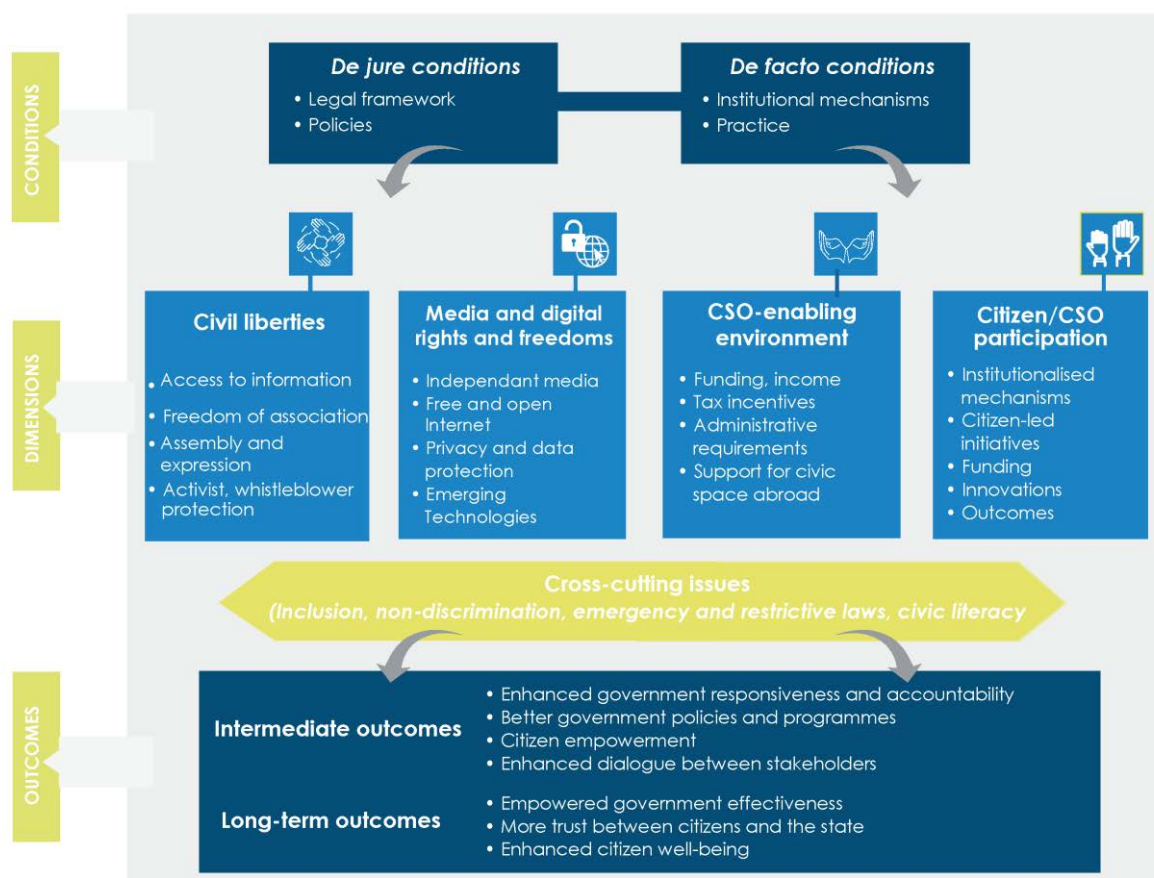 CONDITIONS
De jure conditions
• Legal framework
• Policies
De facto conditions
• Institutional mechanisms
• Practice
DIMENSIONS
Civil liberties
• Access to information
• Freedom of association
• Assembly and
expression
• Activist, whistleblower
protection
Media and digital
rights and freedoms
• Independant media
• Free and open
Internet
• Privacy and data
protection
• Emerging
Technologies
CSO-enabling
environment
• Funding, income
• Tax incentives
• Administrative
requirements
• Support for civic
space abroad
Citizen/CSO
participation
• Institutionalised
mechanisms
• Citizen-led
initiatives
• Funding
• Innovations
• Outcomes
Cross-cutting issues
(Inclusion, non-discrimination, emergency and restrictive laws, civic literacy
OUTCOMES
Intermediate outcomes
• Enhanced government responsiveness and accountability
• Better government policies and programmes
• Citizen empowerment
• Enhanced dialogue between stakeholders
Long-term outcomes
• Empowered government effectiveness
• More trust between citizens and the state
• Enhanced citizen well-being